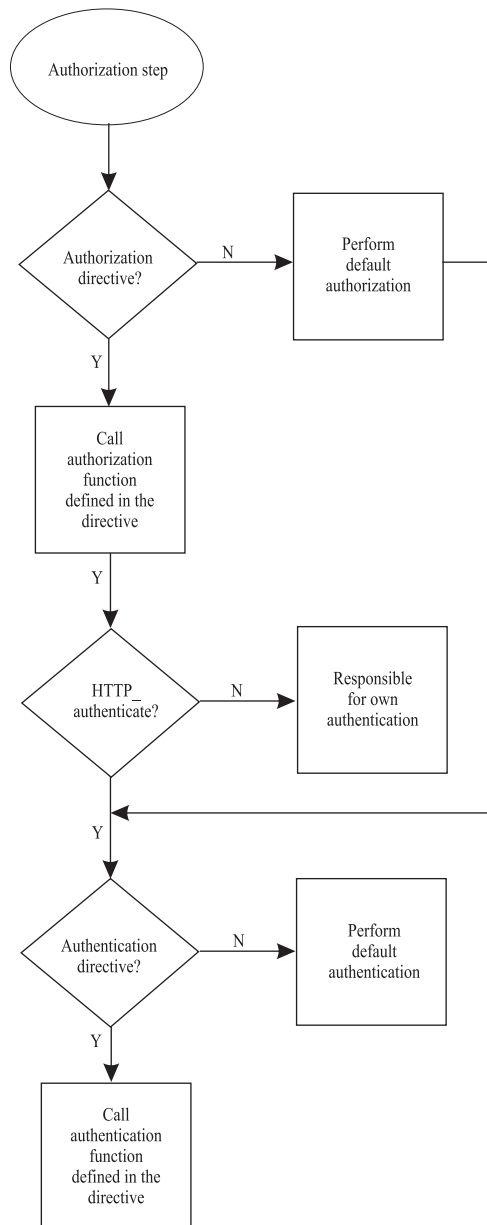 Authorization step
Authorization
directive?
N
Perform
default
authorization
Y
Call
authorization
function
defined in the
directive
Y
HTTP_
authenticate?
N
Responsible
for own
authentication
Y
Authentication
directive?
N
Perform
default
authentication
Y
Call
authentication
function
defined in the
directive